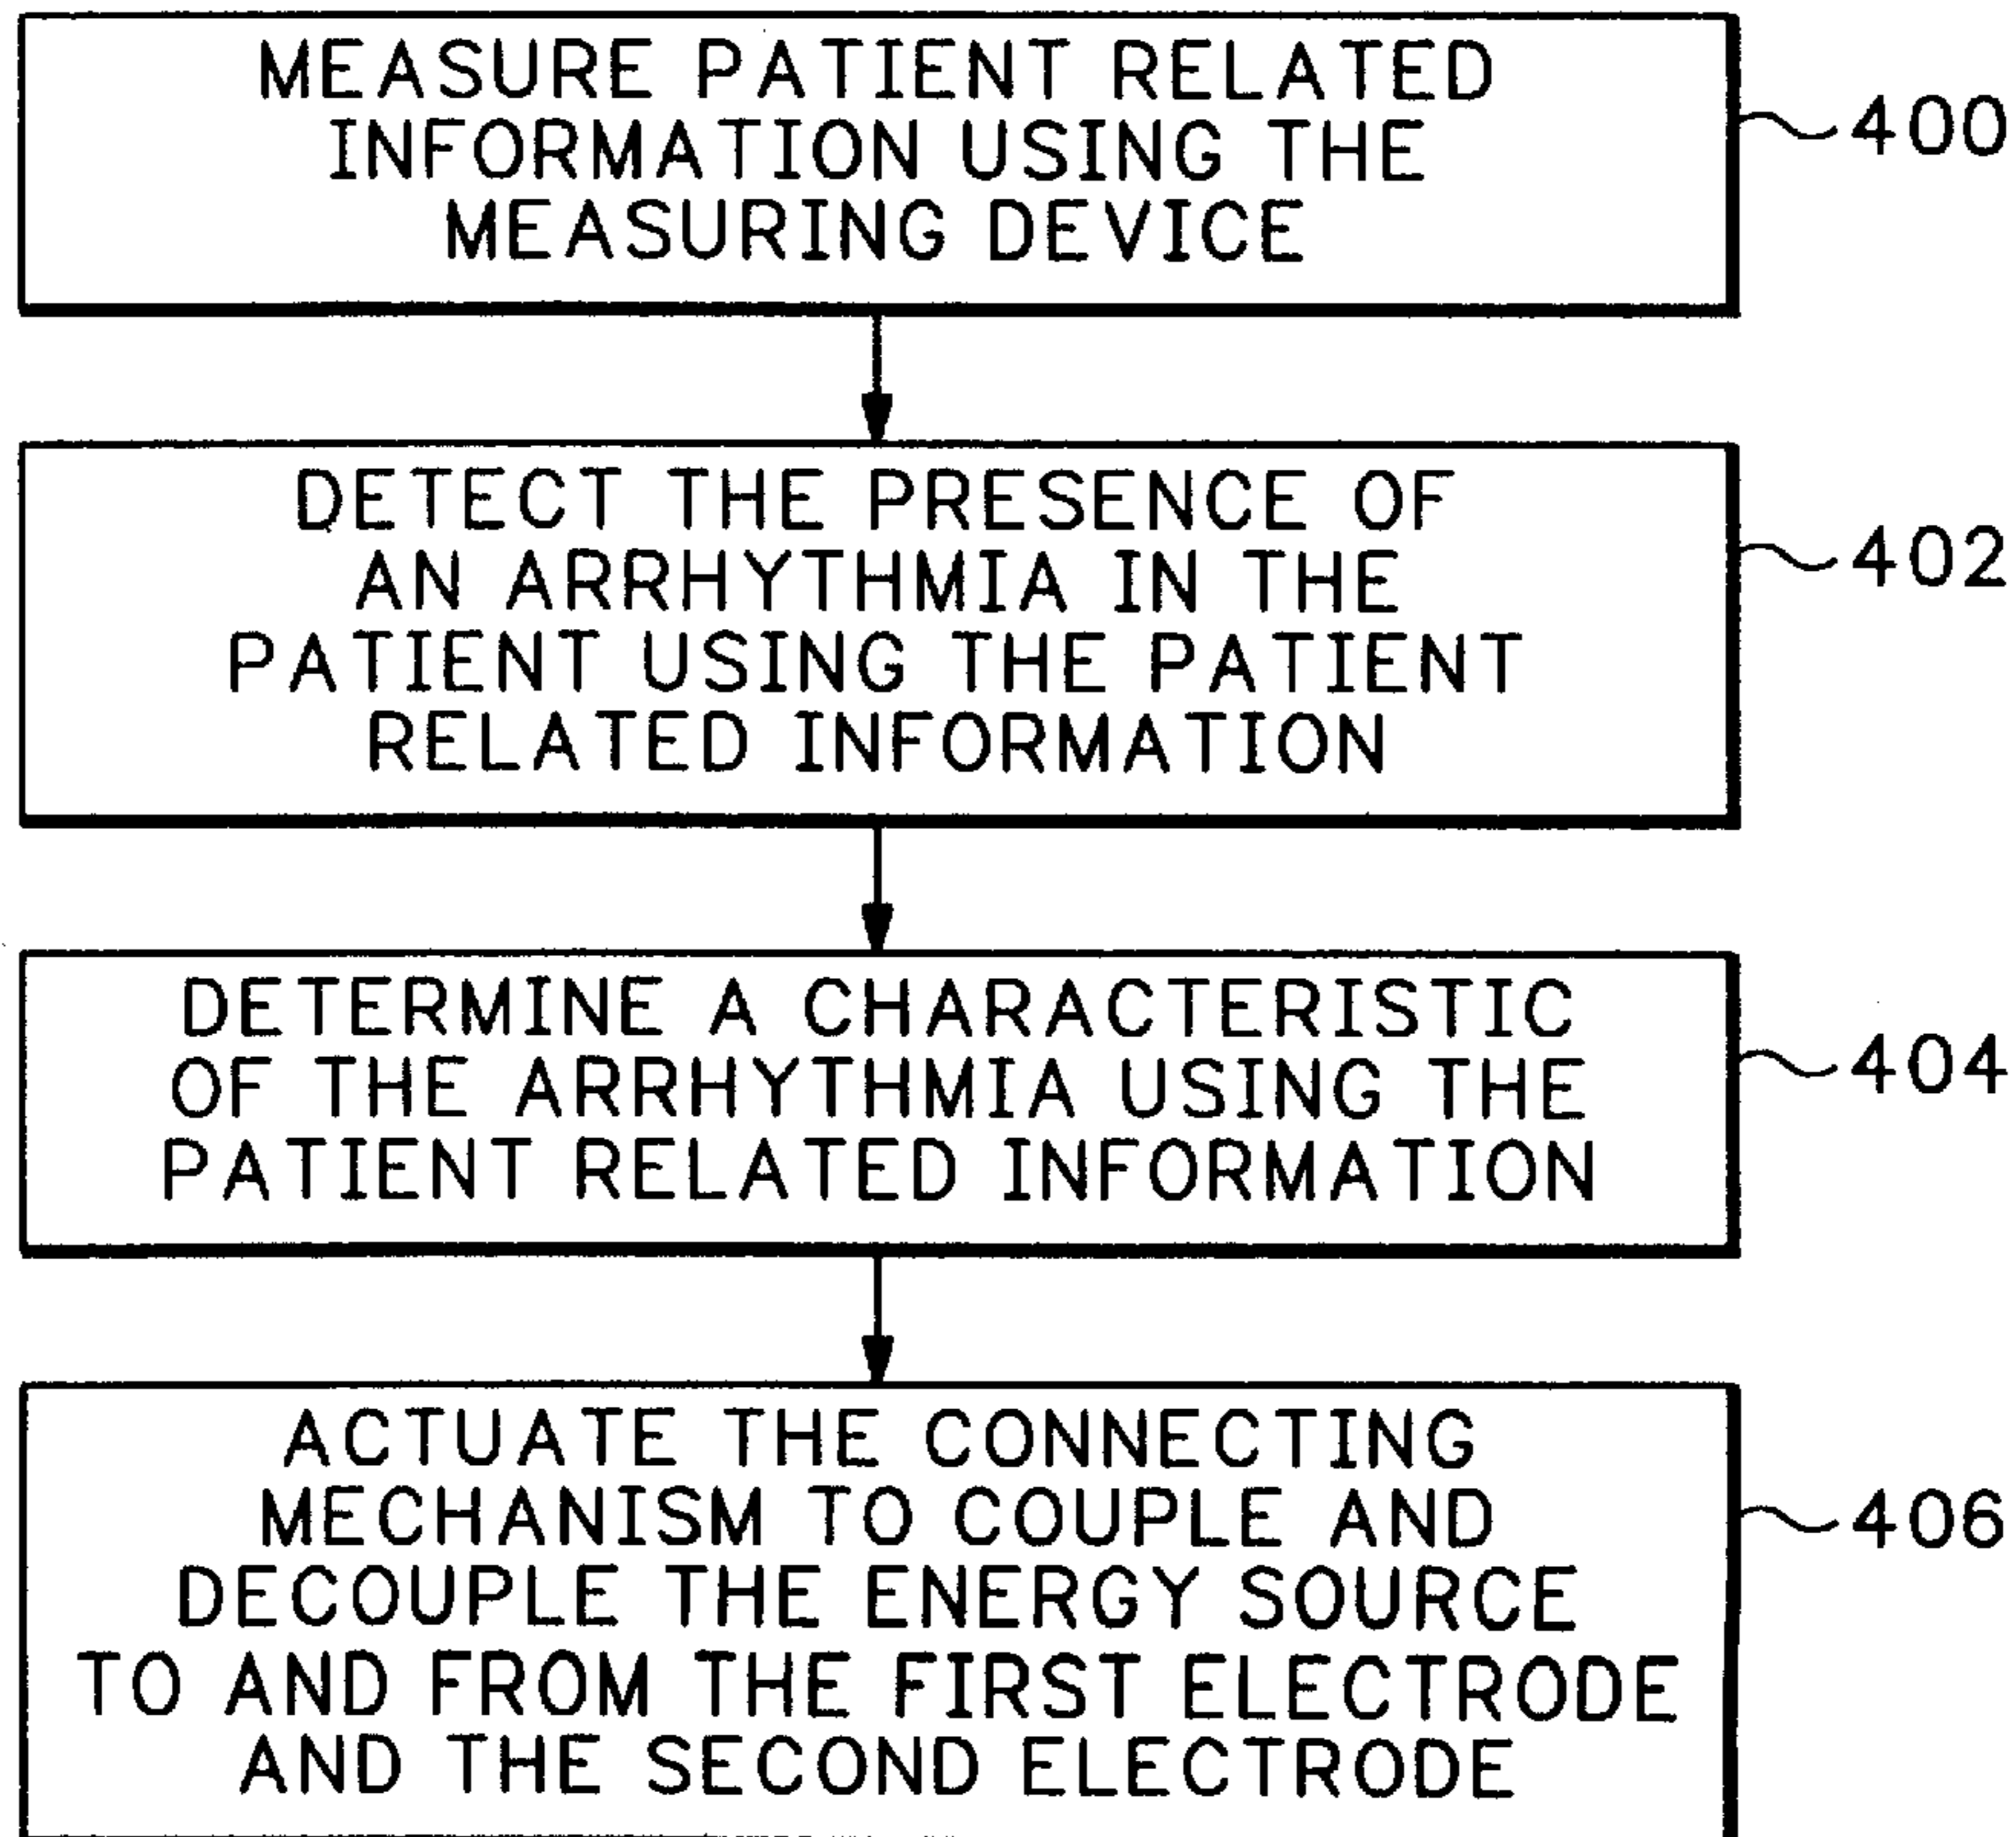 MEASURE PATIENT RELATED
INFORMATION USING THE
MEASURING DEVICE
400
DETECT THE PRESENCE OF
AN ARRHYTHMIA IN THE
PATIENT USING THE PATIENT
RELATED INFORMATION
402
DETERMINE A CHARACTERISTIC
OF THE ARRHYTHMIA USING THE
PATIENT RELATED INFORMATION
404
ACTUATE THE CONNECTING
MECHANISM TO COUPLE AND
DECOUPLE THE ENERGY SOURCE
TO AND FROM THE FIRST ELECTRODE
AND THE SECOND ELECTRODE
406